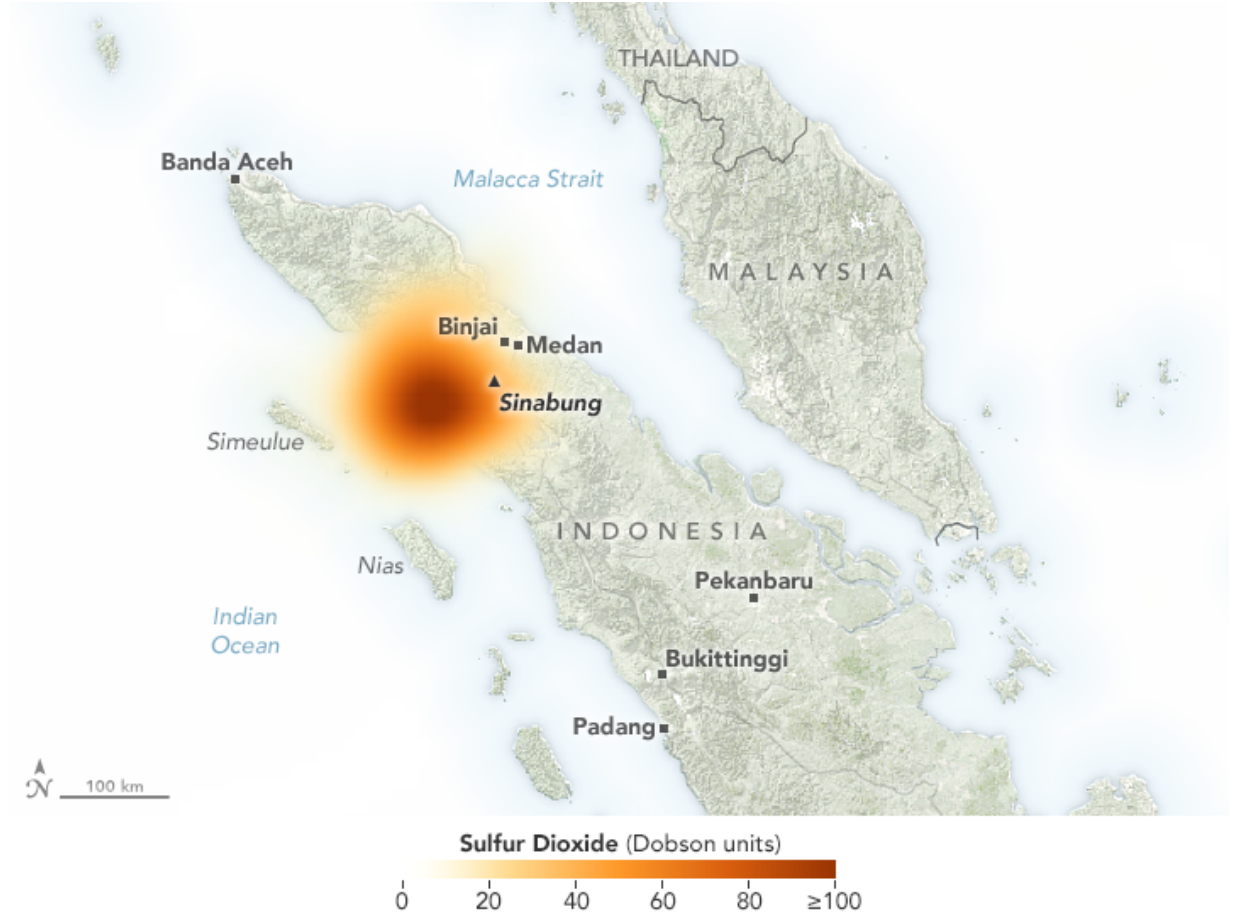 THAILAND
Banda Aceh
Malacca Strait
MALAYSIA
Binjai
Medan
Sinabung
Simeulue
INDONESIA
Nias
Pekanbaru
Indian
Ocean
Bukittinggi
Padang
N
100 km
Sulfur Dioxide (Dobson units)
0 20 40 60 80 ≥100